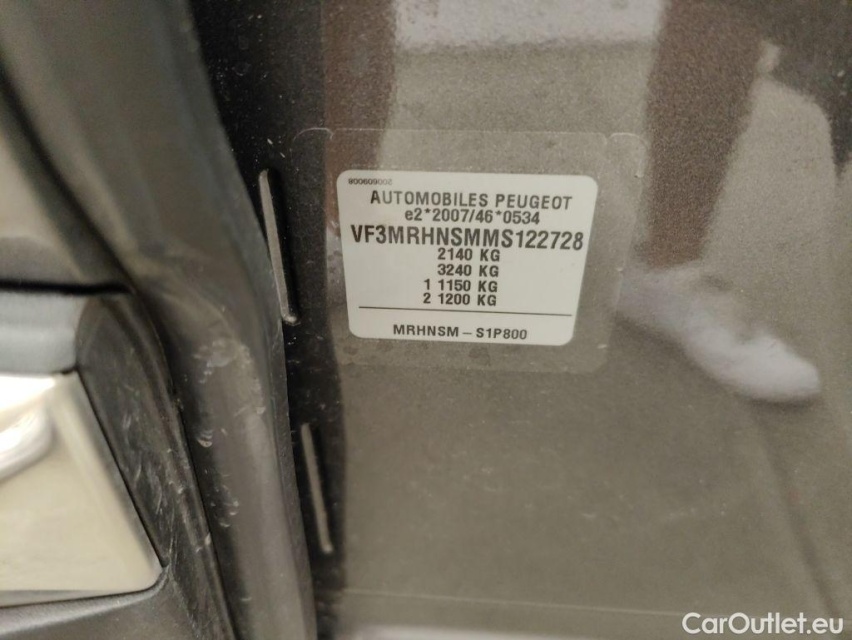 200609008
AUTOMOBILES PEUGEOT
e2*2007/46*0534
VF3MRHNSMMS122728
2140 KG
3240 KG
1 1150 KG
2 1200 KG
MRHNSM – S1P800
CarOutlet.eu